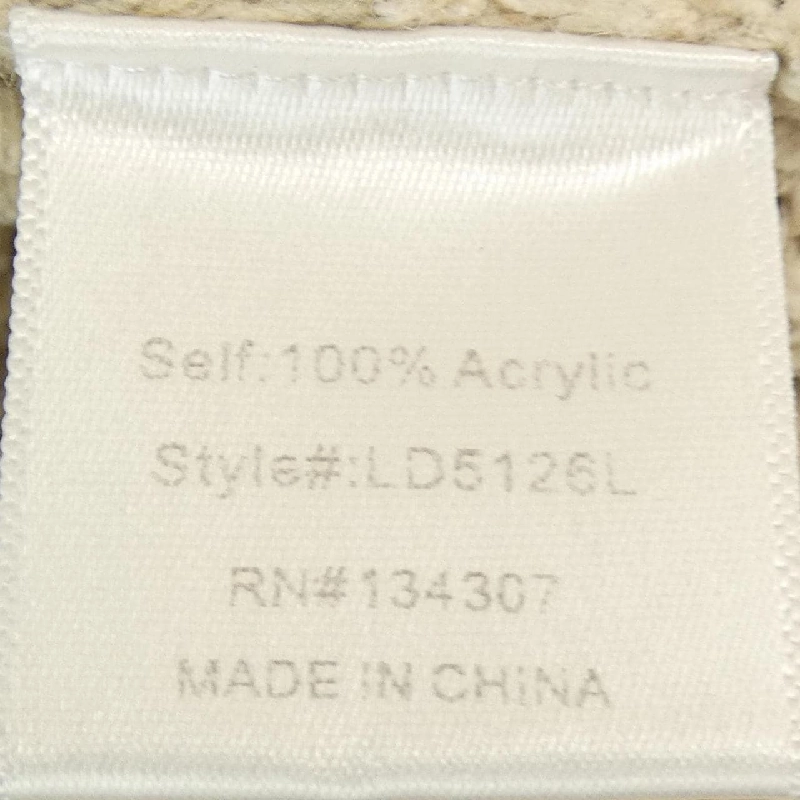 Self:100% Acrylic
Style#:LD5126L
RN#134307
MADE IN CHINA